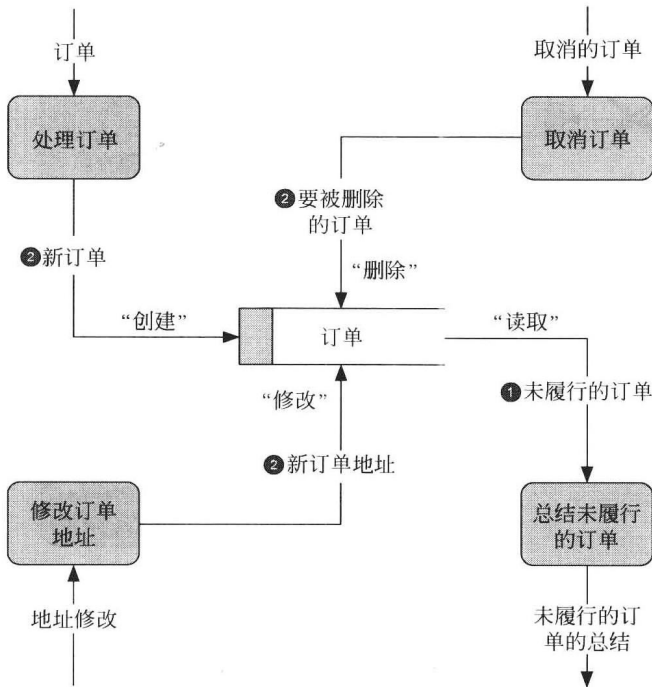 订单
取消的订单
处理订单
取消订单
❷要被删除
的订单
❷新订单
“删除”
“创建”
订单
“读取”
“修改”
❶未履行的订单
❷新订单地址
修改订单
地址
总结未履行
的订单
地址修改
未履行的订
单的总结